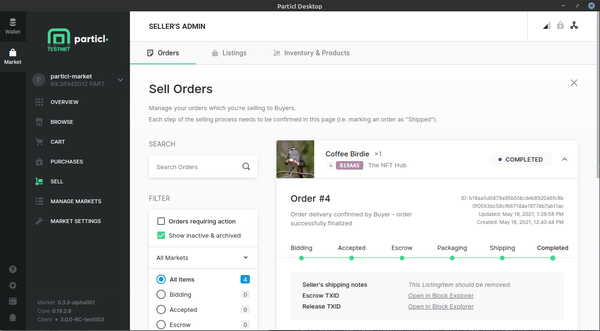 Particl Desktop
Wallet
Market
particl
TESTNET
particl-market
OVERVIEW
BROWSE
CART
PURCHASES
SELL
MANAGE MARKETS
MARKET SETTINGS
Market : 0.3.3-alpha001
Core : 0.19.2.8
Client : 3.0.0-RC-test003
SELLER'S ADMIN
Orders
Listings
Inventory & Products
Sell Orders
Manage your orders which you're selling to Buyers.
Each step of the selling process needs to be confirmed in this page (i.e. marking an order as "Shipped").
SEARCH
Search Orders
FILTER
Orders requiring action
Show inactive & archived
All Markets
All Items 4
Bidding 0
Accepted 0
Escrow 0
Coffee Birdie ×1
4 B18AA5 The NFT Hub
COMPLETED
Order #4
Order delivery confirmed by Buyer - order
successfully finalized
Updated: May 18, 2021, 1:39:58 PM
Created: May 18, 2021, 12:40:44 PM
Bidding Accepted Escrow Packaging Shipping Completed
Seller's shipping notes This ListingItem should be removed.
Escrow TXID Open In Block Explorer
Release TXID Open In Block Explorer